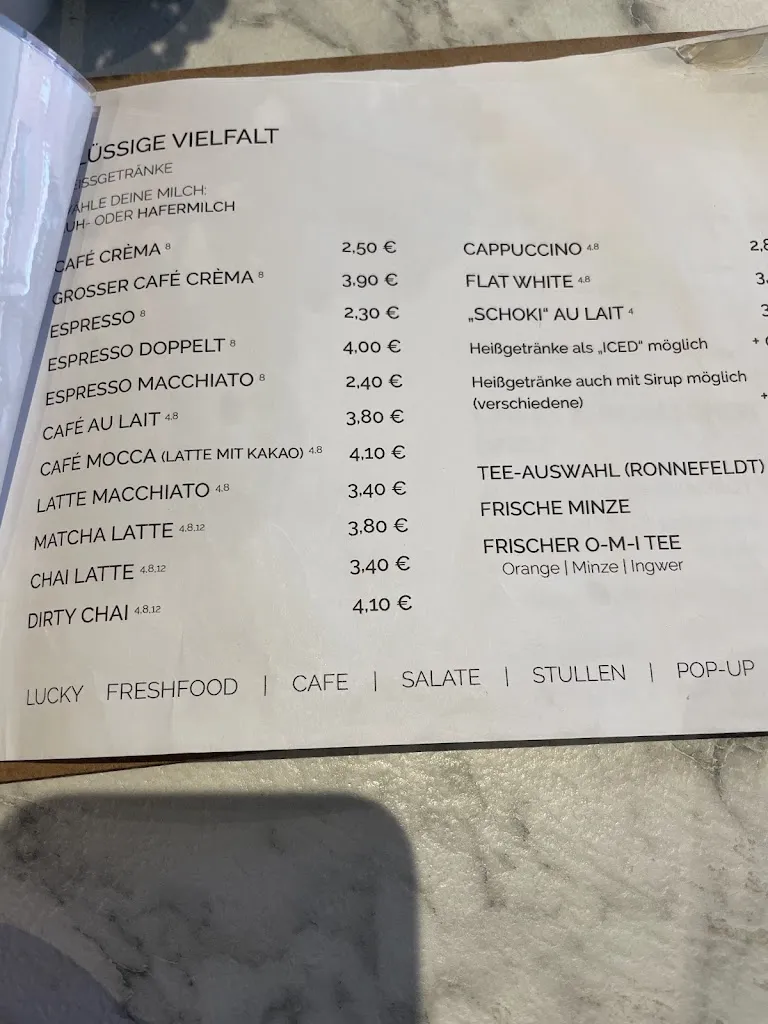 LÜSSIGE VIELFALT
EISSGETRÄNKE
ÄHLE DEINE MILCH:
UH- ODER HAFERMILCH
CAFÉ CRÈMA 8 2,50 €
GROSSER CAFÉ CRÈMA 8 3,90 €
ESPRESSO 8 2,30 €
ESPRESSO DOPPELT 8 4,00 €
ESPRESSO MACCHIATO 8 2,40 €
CAFÉ AU LAIT 4,8 3,80 €
CAFÉ MOCCA (LATTE MIT KAKAO) 4,8 4,10 €
LATTE MACCHIATO 4,8 3,40 €
MATCHA LATTE 4,8,12 3,80 €
CHAI LATTE 4,8,12 3,40 €
DIRTY CHAI 4,8,12 4,10 €
CAPPUCCINO 4,8 2,8
FLAT WHITE 4,8 3,
„SCHOKI“ AU LAIT 4 3
Heißgetränke als „ICED“ möglich +
Heißgetränke auch mit Sirup möglich
(verschiedene) +
TEE-AUSWAHL (RONNEFELDT)
FRISCHE MINZE
FRISCHER O-M-I TEE
Orange | Minze | Ingwer
LUCKY FRESHFOOD | CAFE | SALATE | STULLEN | POP-UP